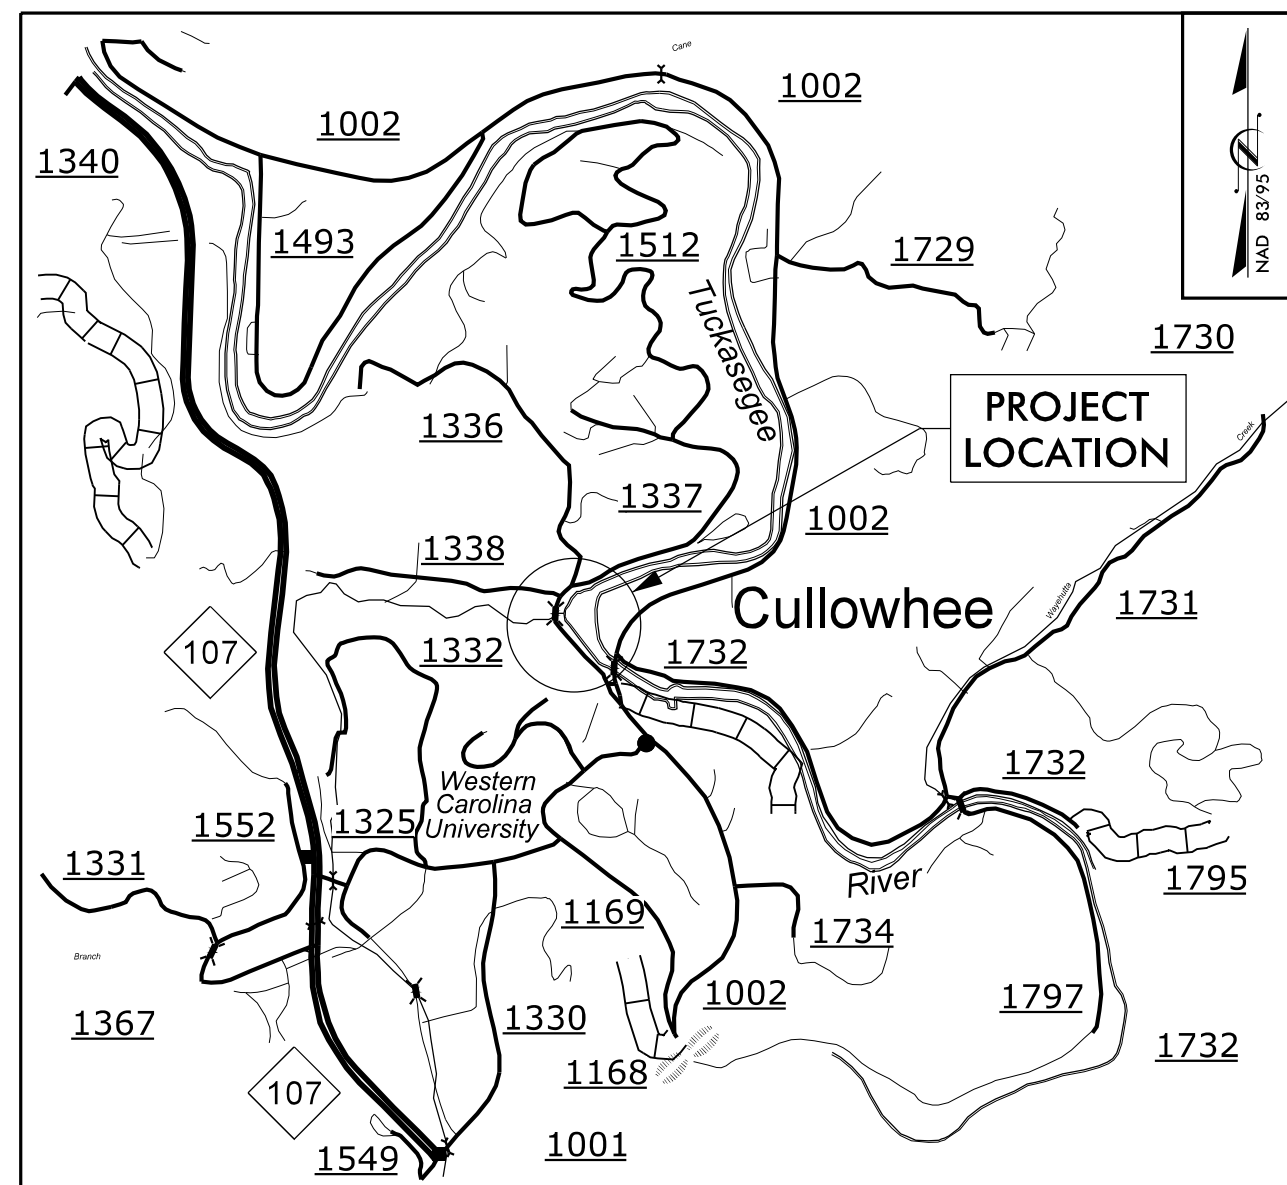 Cane
1002
1002
1340
NAD 83/95
1493
1512
1729
Tuckasegee
1730
PROJECT
LOCATION
1336
Creek
1337
1002
1338
Wayehutta
1731
Cullowhee
107
1332
1732
1732
Western
Carolina
University
1552
1325
1331
River
1795
1169
1734
Branch
1002
1797
1367
1330
1732
1168
107
1001
1549